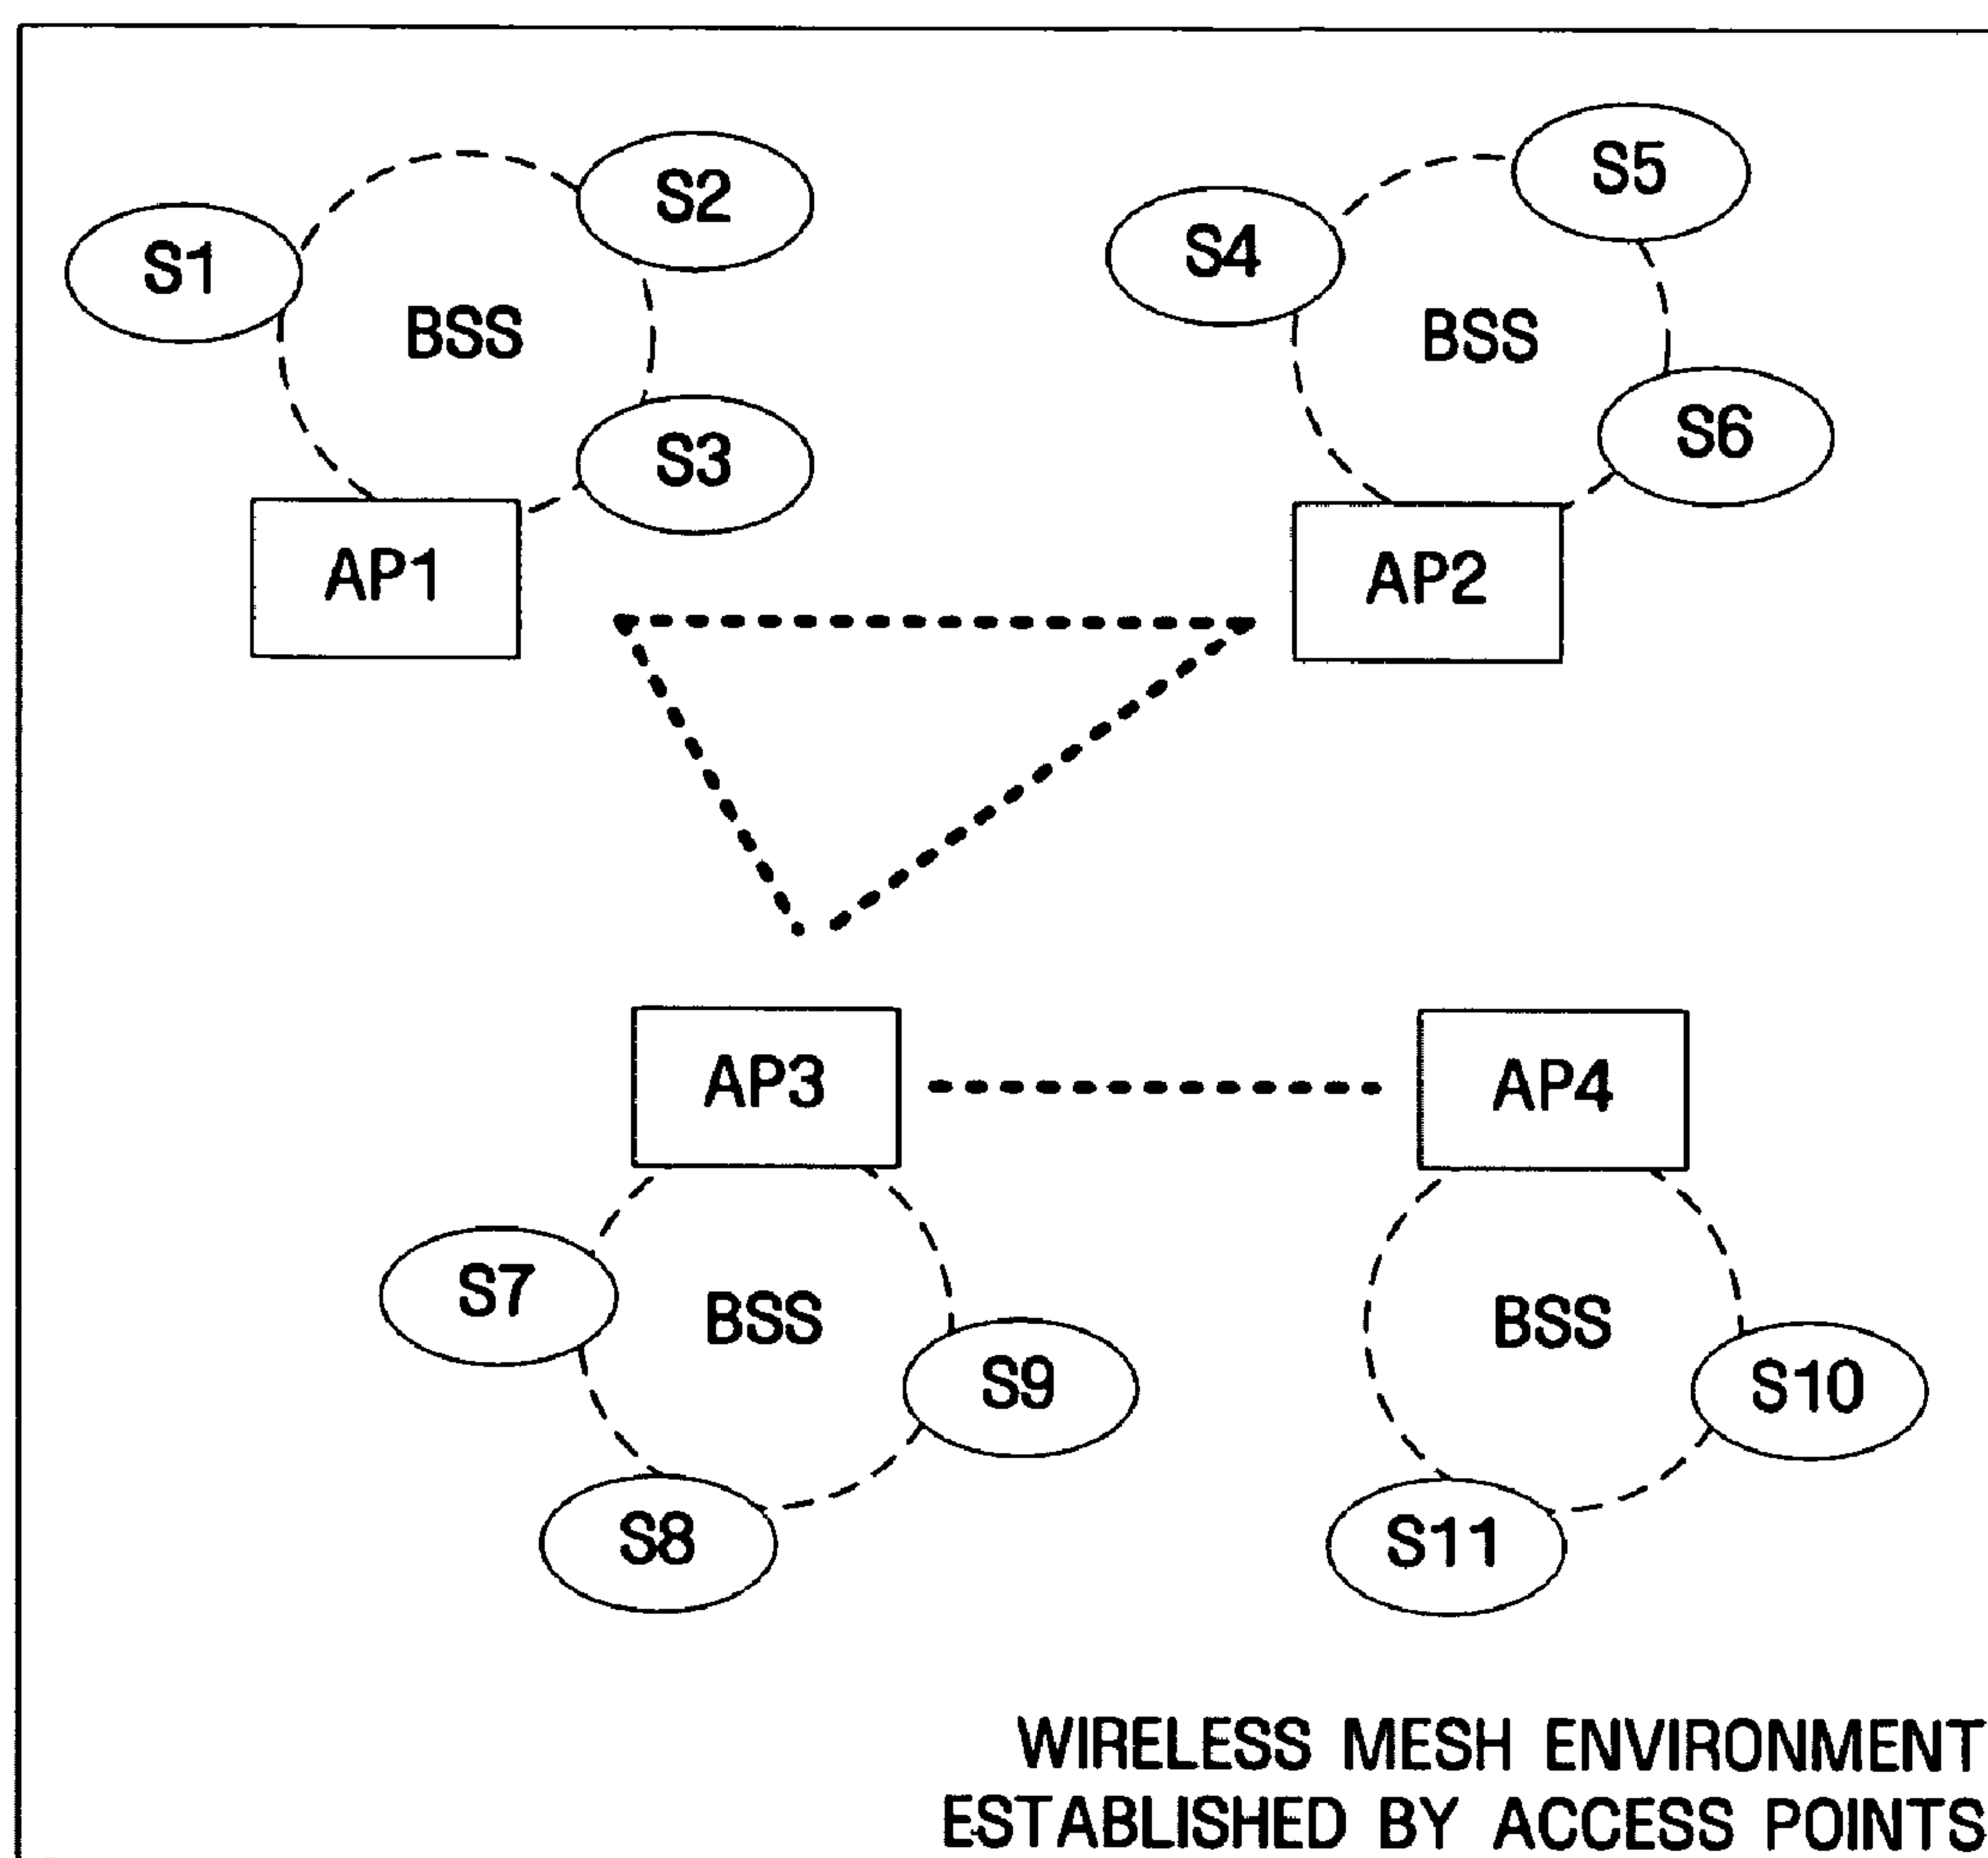 S1
S2
BSS
S3
AP1
S4
S5
BSS
S6
AP2
AP3
AP4
S7
BSS
S9
S8
BSS
S10
S11
WIRELESS MESH ENVIRONMENT
ESTABLISHED BY ACCESS POINTS